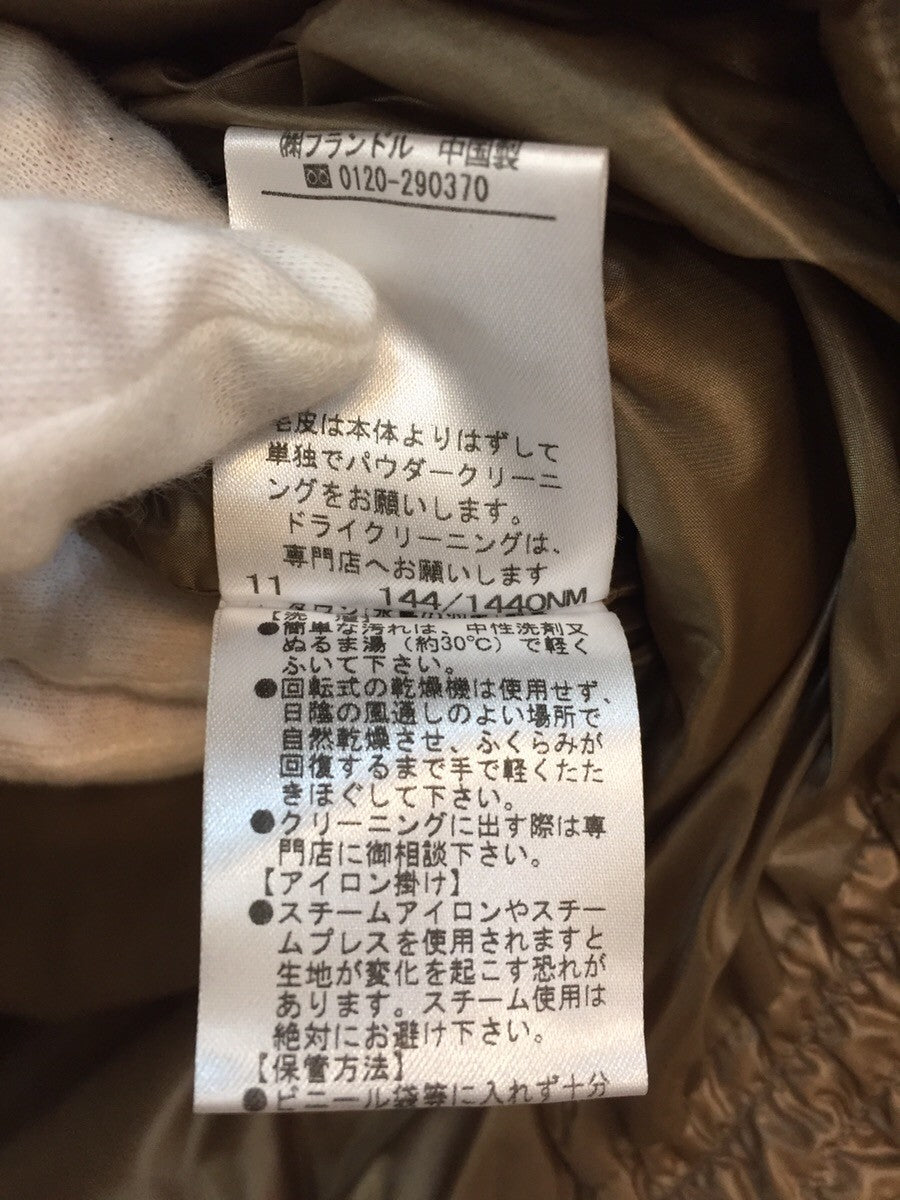 ㈱フランドル 中国製
0120-290370
毛皮は本体よりはずして
単独でパウダークリーニ
ングをお願いします。
ドライクリーニングは、
専門店へお願いします
11 144/1440NM
●簡単な汚れは、中性洗剤又
ぬるま湯(約30℃)で軽く
ふいて下さい。
●回転式の乾燥機は使用せず、
日陰の風通しのよい場所で
自然乾燥させ、ふくらみが
回復するまで手で軽くたた
きほぐして下さい。
●クリーニングに出す際は専
門店に御相談下さい。
【アイロン掛け】
●スチームアイロンやスチー
ムプレスを使用されますと
生地が変化を起こす恐れが
あります。スチーム使用は
絶対にお避け下さい。
【保管方法】
●ビニール袋等に入れず十分